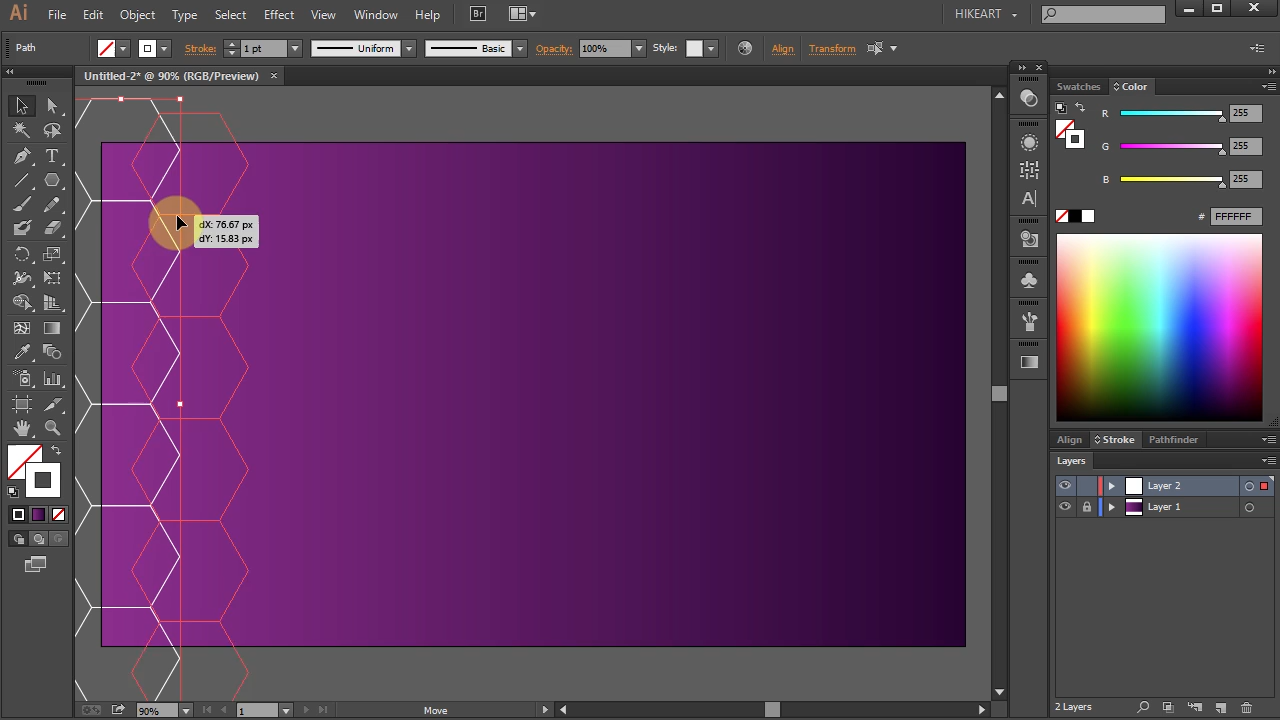 Ai File Edit Object Type Select Effect View Window Help Br HIKEART
Path Stroke: 1 pt Uniform Basic Opacity: 100% Style: Align Transform
Untitled-2* @ 90% (RGB/Preview)
Swatches Color
R 255
G 255
B 255
# FFFFFF
dX: 76.67 px
dY: 15.83 px
Align Stroke Pathfinder
Layers
Layer 2
Layer 1
2 Layers
90% 1 Move